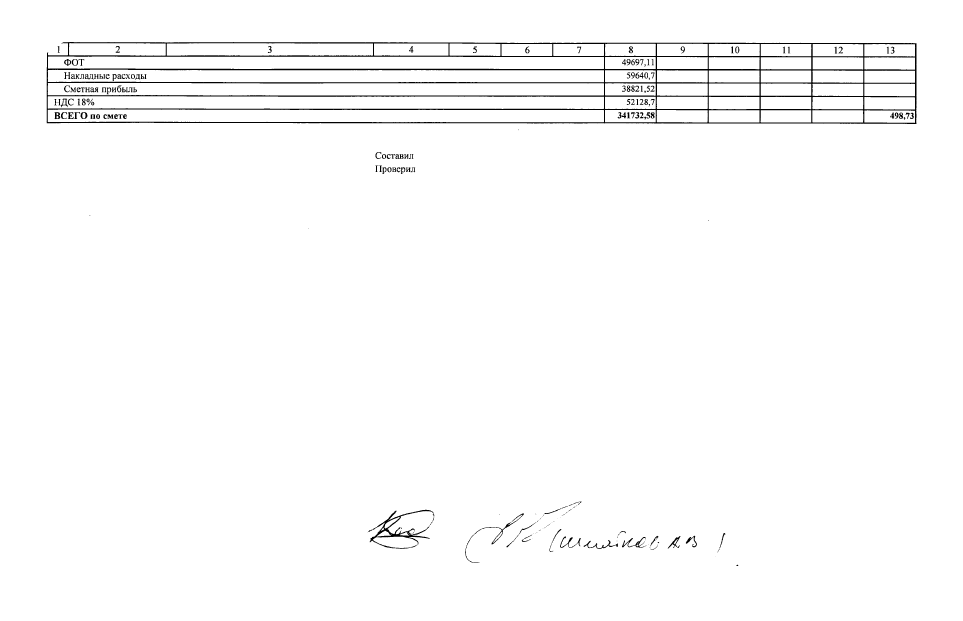 1 2 3 4 5 6 7 8 9 10 11 12 13
ФОТ 49697,11
Накладные расходы 59640,7
Сметная прибыль 38821,52
НДС 18% 52128,7
ВСЕГО по смете 341732,58 498,73
Составил
Проверил
А.В